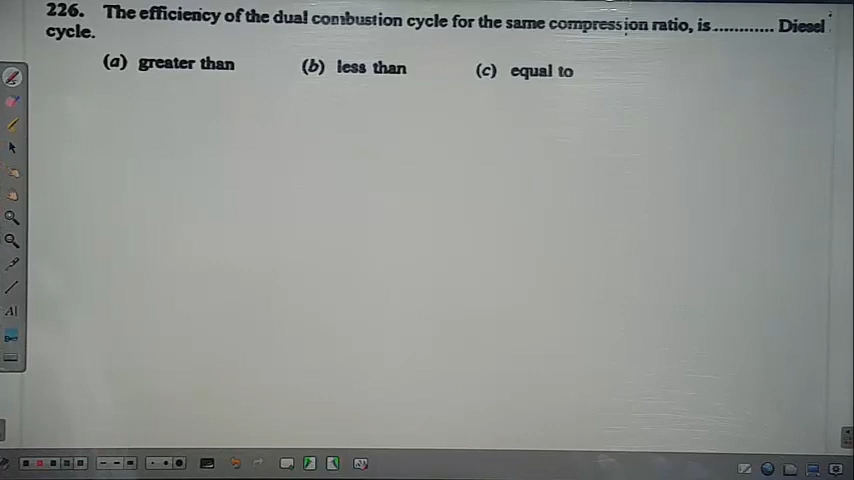 226. The efficiency of the dual combustion cycle for the same compression ratio, is............ Diesel
cycle.
(a) greater than (b) less than (c) equal to